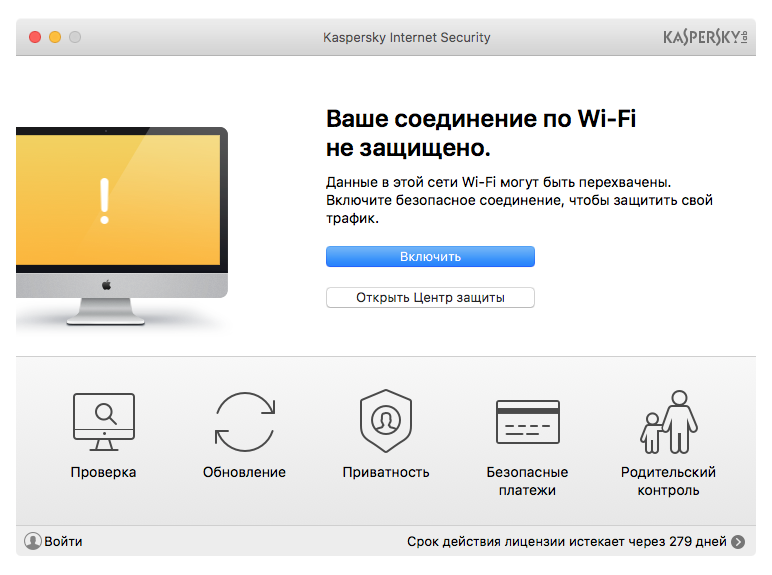 Kaspersky Internet Security
KASPERSKY lab
Ваше соединение по Wi-Fi
не защищено.
Данные в этой сети Wi-Fi могут быть перехвачены.
Включите безопасное соединение, чтобы защитить свой
трафик.
Включить
Открыть Центр защиты
Проверка
Обновление
Приватность
Безопасные
платежи
Родительский
контроль
Войти
Срок действия лицензии истекает через 279 дней